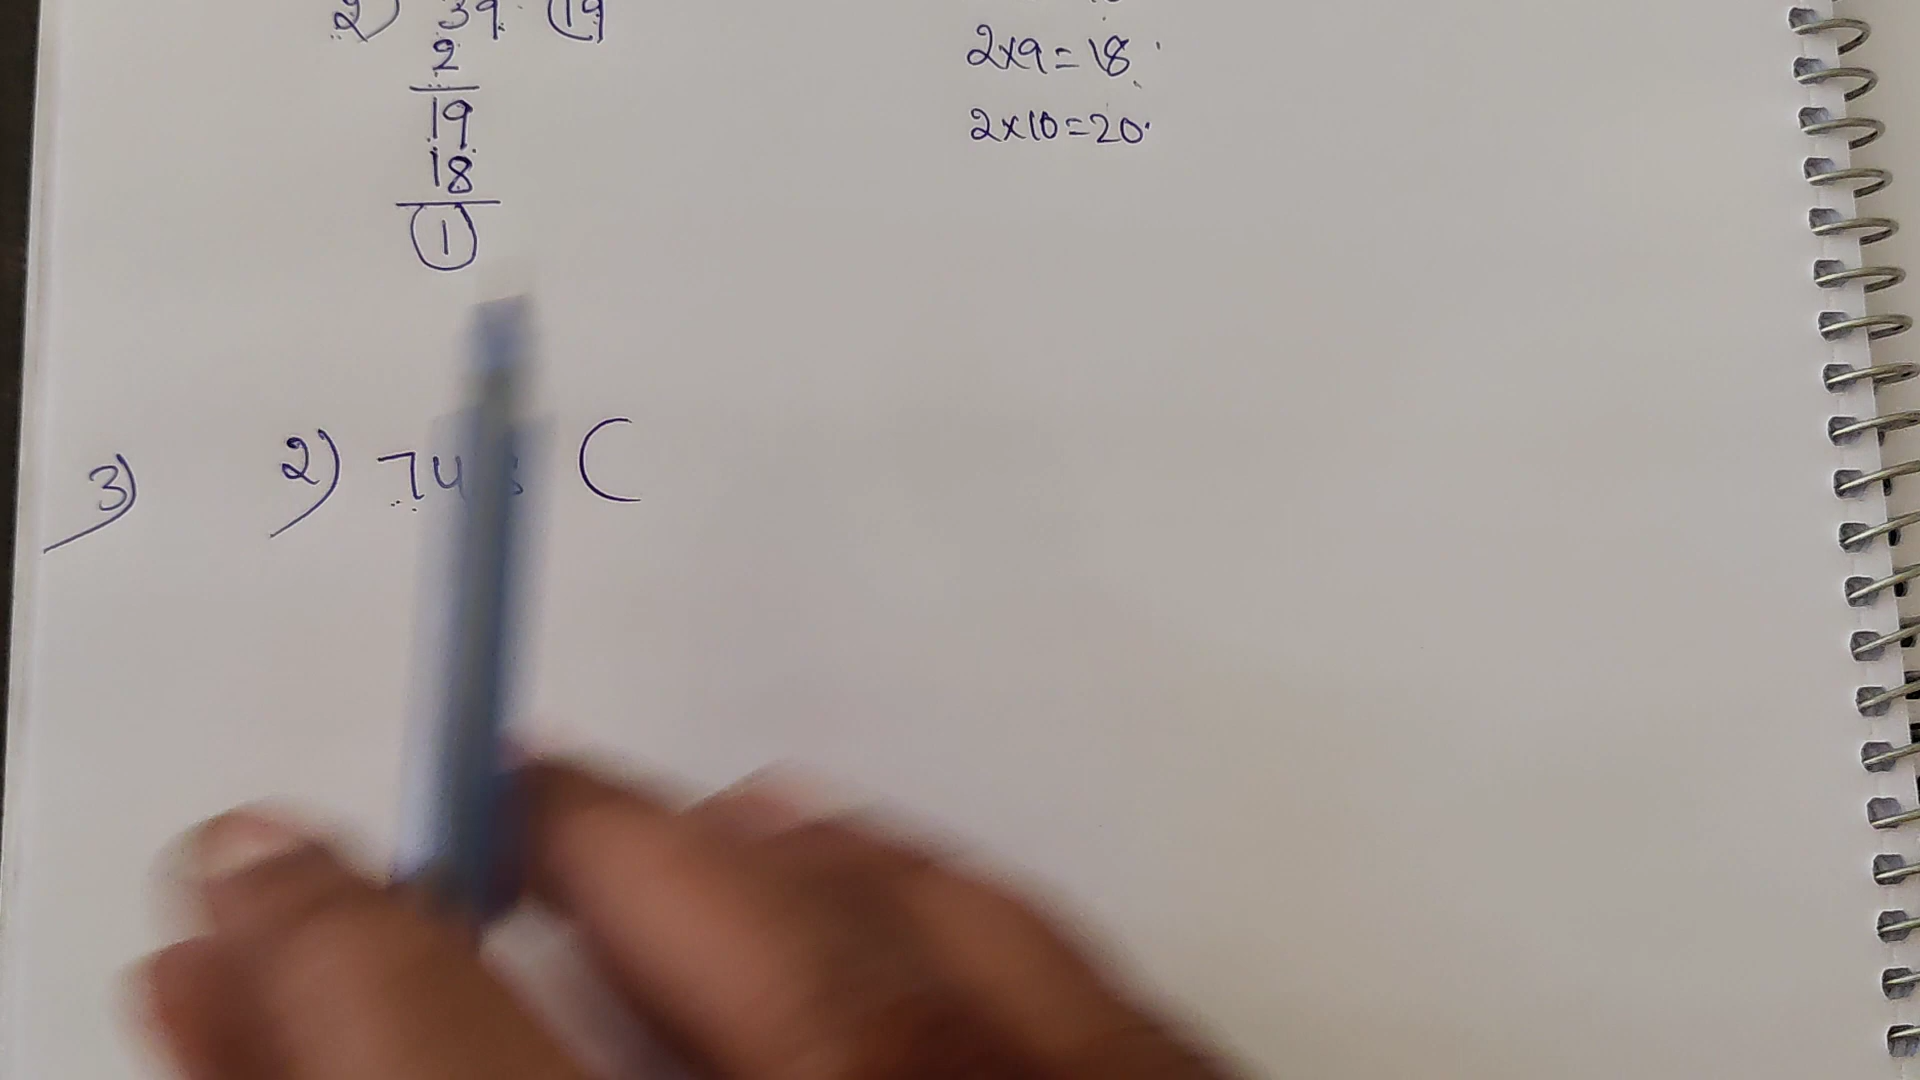 2) 39 (19
2
19
18
1
2x9=18
2x10=20
3) 2) 74 (